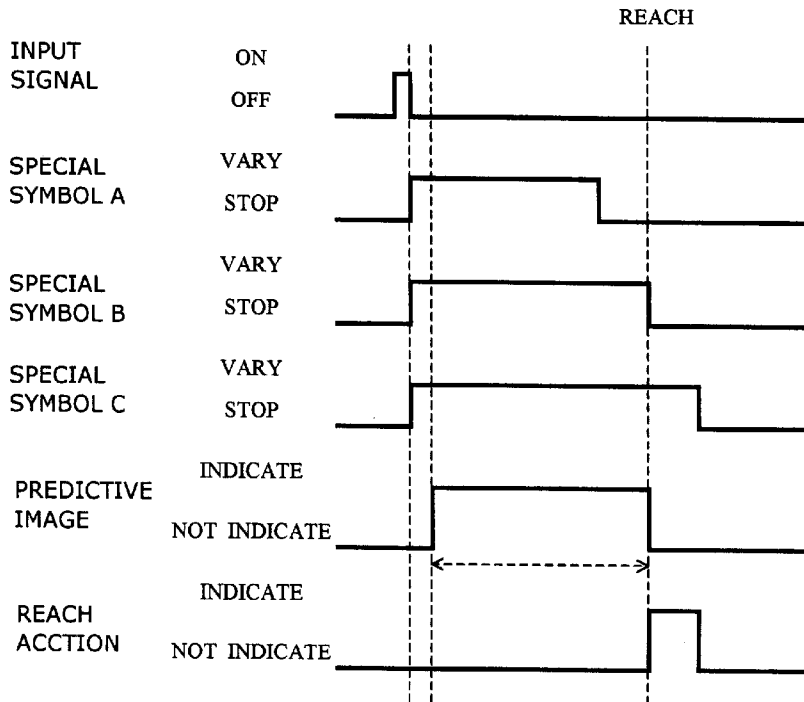 REACH
INPUT
SIGNAL
ON
OFF
SPECIAL
SYMBOL A
VARY
STOP
SPECIAL
SYMBOL B
VARY
STOP
SPECIAL
SYMBOL C
VARY
STOP
PREDICTIVE
IMAGE
INDICATE
NOT INDICATE
REACH
ACCTION
INDICATE
NOT INDICATE